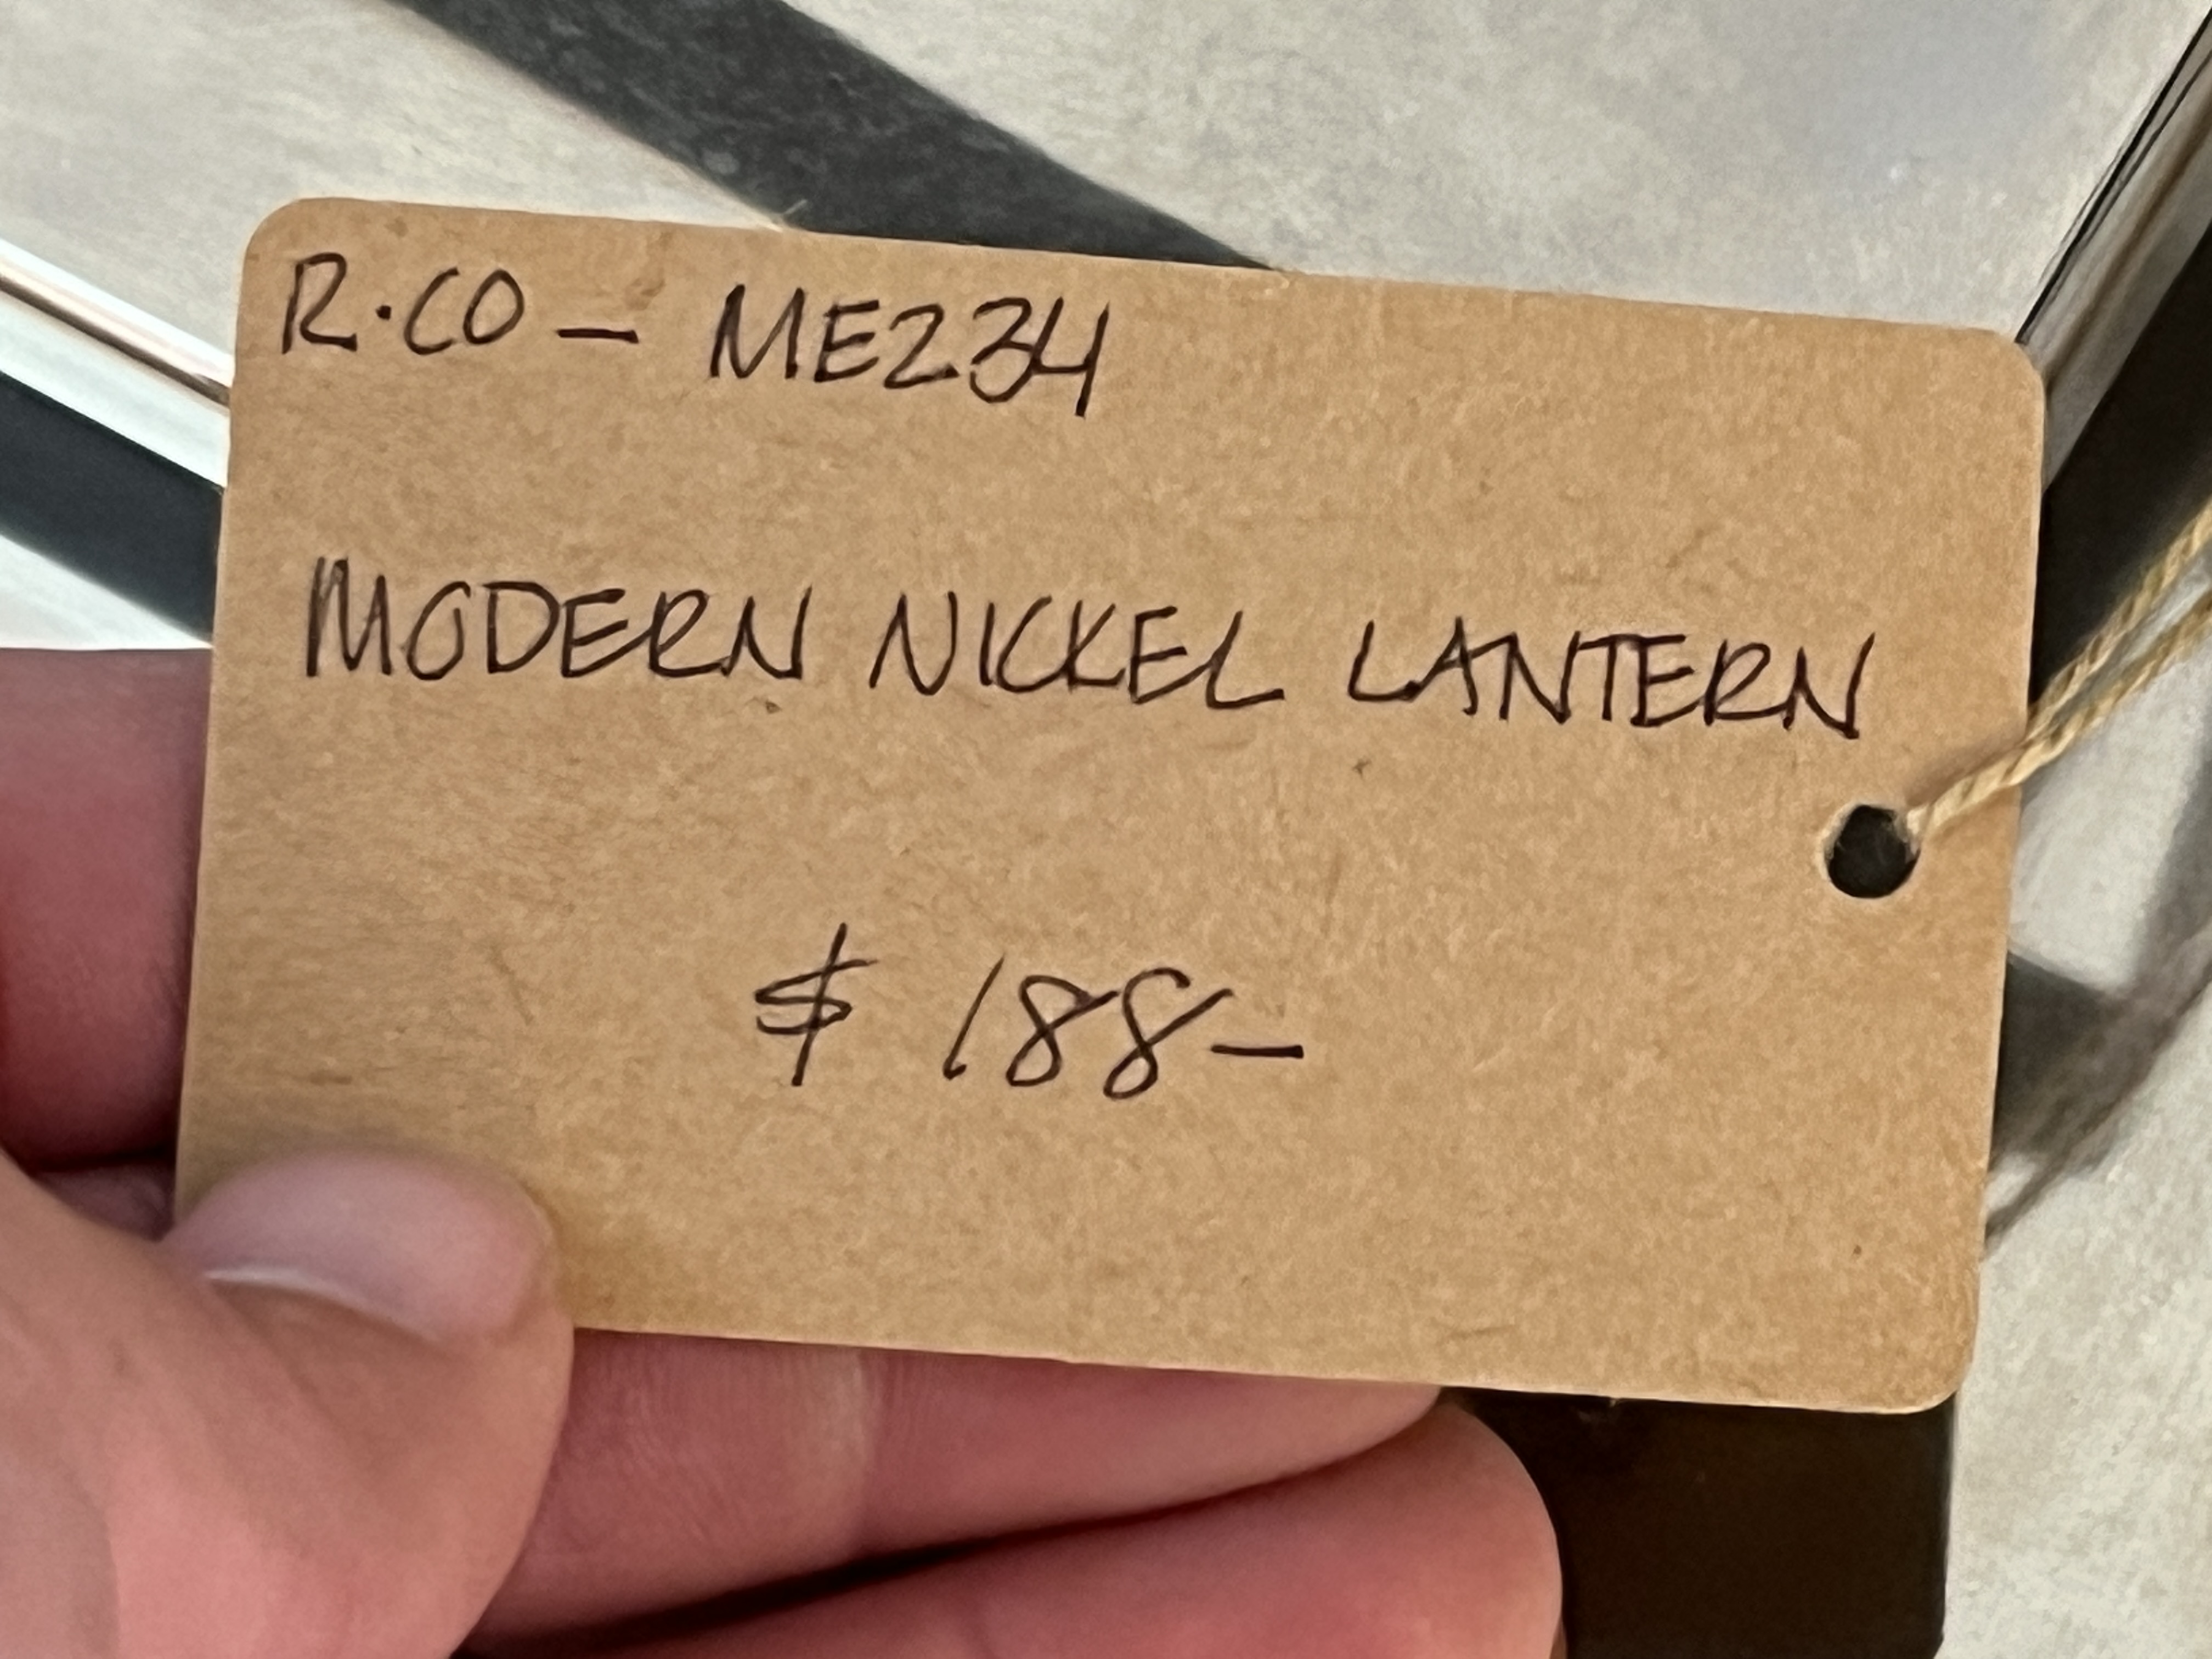 R·CO – ME234
MODERN NICKEL LANTERN
$ 188–